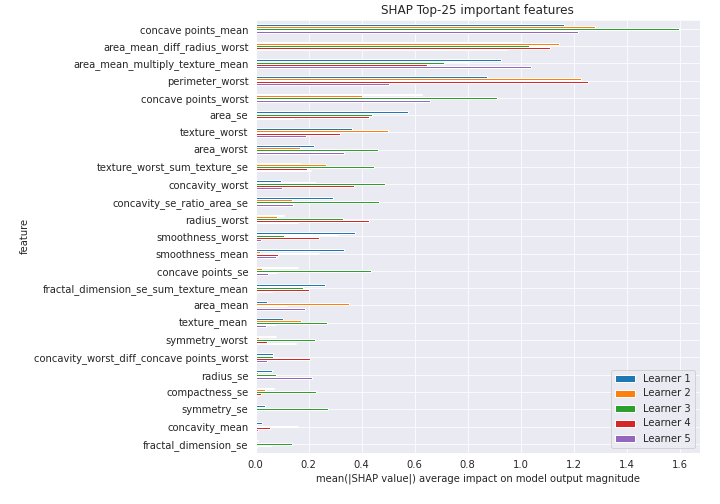 SHAP Top-25 important features
concave points_mean
area_mean_diff_radius_worst
area_mean_multiply_texture_mean
perimeter_worst
concave points_worst
area_se
texture_worst
area_worst
texture_worst_sum_texture_se
concavity_worst
concavity_se_ratio_area_se
radius_worst
smoothness_worst
smoothness_mean
concave points_se
fractal_dimension_se_sum_texture_mean
area_mean
texture_mean
symmetry_worst
concavity_worst_diff_concave points_worst
radius_se
compactness_se
symmetry_se
concavity_mean
fractal_dimension_se
feature
Learner 1
Learner 2
Learner 3
Learner 4
Learner 5
0.0 0.2 0.4 0.6 0.8 1.0 1.2 1.4 1.6
mean(|SHAP value|) average impact on model output magnitude